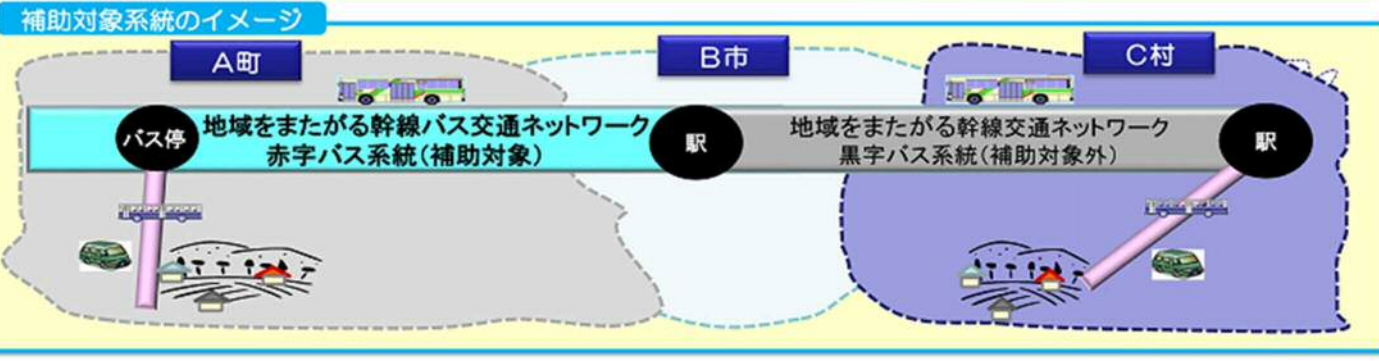 補助対象系統のイメージ
A町
B市
C村
バス停
地域をまたがる幹線バス交通ネットワーク
赤字バス系統(補助対象)
駅
地域をまたがる幹線交通ネットワーク
黒字バス系統(補助対象外)
駅